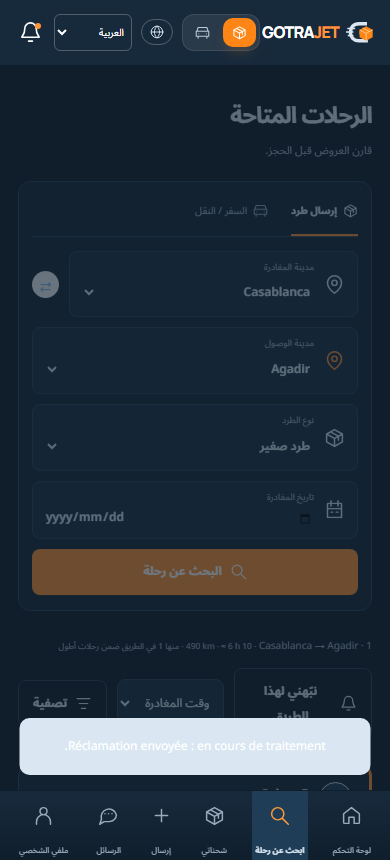 GOTRAJET
العربية
الرحلات المتاحة
قارن العروض قبل الحجز.
إرسال طرد
السفر / النقل
مدينة المغادرة
Casablanca
مدينة الوصول
Agadir
نوع الطرد
طرد صغير
تاريخ المغادرة
yyyy/mm/dd
البحث عن رحلة
1 · Casablanca → Agadir · 490 km · ≈ 6 h 10 · منها 1 في الطريق ضمن رحلات أطول
نبّهني لهذا
الطريق
وقت المغادرة
تصفية
Réclamation envoyée : en cours de traitement.
لوحة التحكم
ابحث عن رحلة
شحناتي
إرسال
الرسائل
ملفي الشخصي